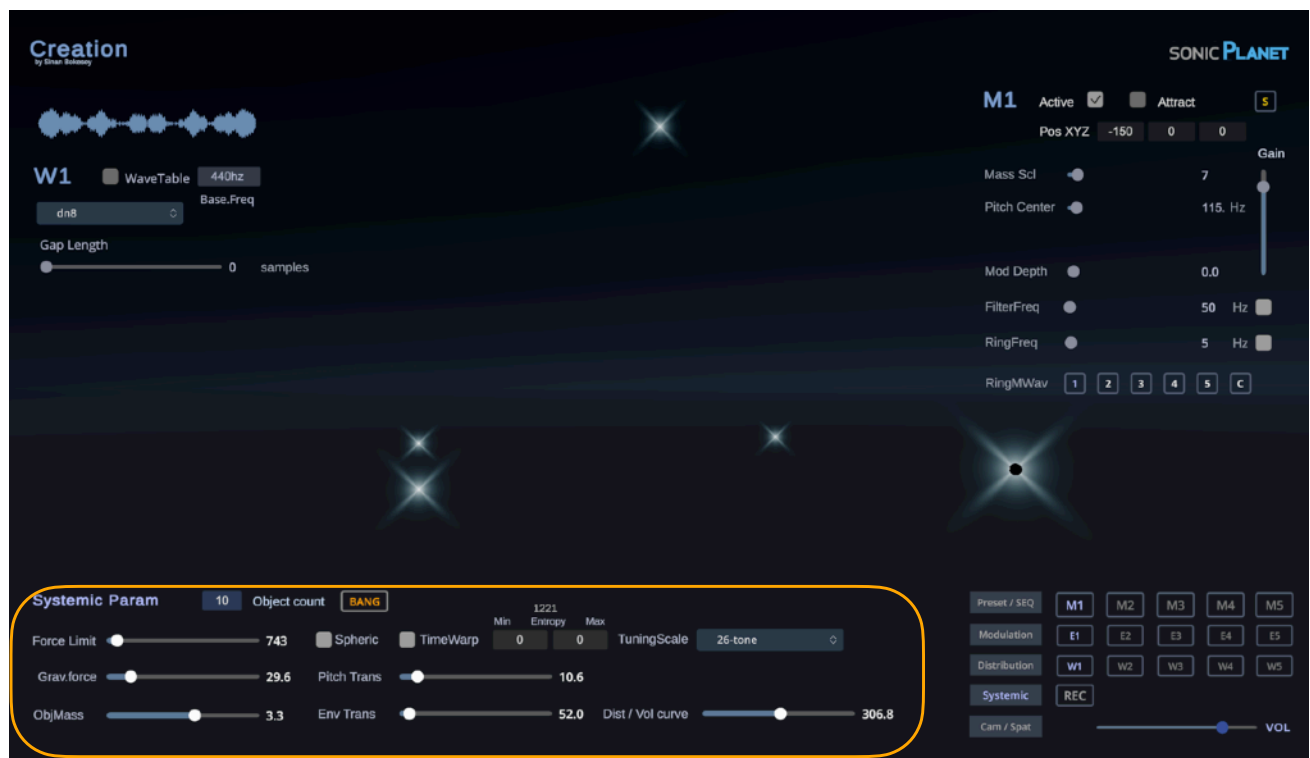 Creation
by Sinan Bokesoy
SONIC PLANET
W1 WaveTable 440hz
Base.Freq
dn8
Gap Length
0 samples
M1 Active Attract S
Pos XYZ -150 0 0
Gain
Mass Scl 7
Pitch Center 115. Hz
Mod Depth 0.0
FilterFreq 50 Hz
RingFreq 5 Hz
RingMWav 1 2 3 4 5 C
Systemic Param 10 Object count BANG
1221
Min Entropy Max
Force Limit 743 Spheric TimeWarp 0 0 TuningScale 26-tone
Grav.force 29.6 Pitch Trans 10.6
ObjMass 3.3 Env Trans 52.0 Dist / Vol curve 306.8
Preset / SEQ M1 M2 M3 M4 M5
Modulation E1 E2 E3 E4 E5
Distribution W1 W2 W3 W4 W5
Systemic REC
Cam / Spat VOL